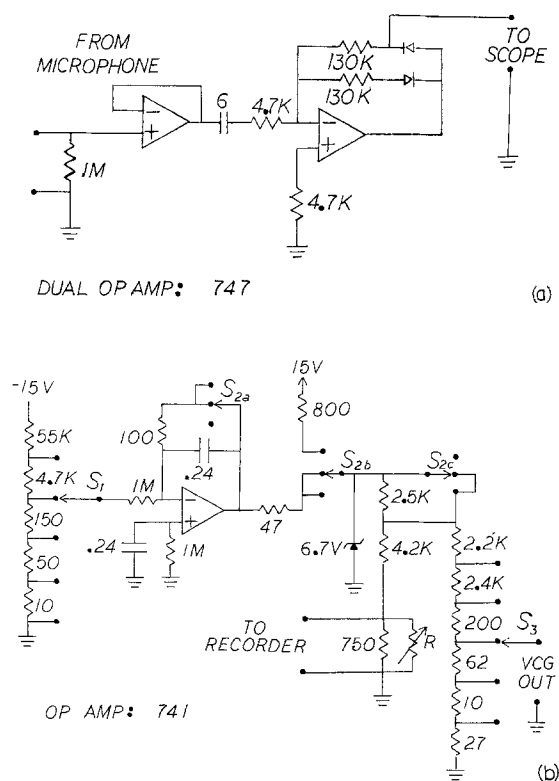 FROM
MICROPHONE
1M
6
4.7K
130K
130K
4.7K
TO
SCOPE
DUAL OP AMP: 747
(a)
-15V
55K
4.7K
150
50
10
S1
1M
100
.24
S2a
.24
1M
47
15V
800
S2b
S2c
6.7V
2.5K
4.2K
750
R
TO
RECORDER
2.2K
2.4K
200
62
10
27
S3
VCG
OUT
OP AMP: 741
(b)